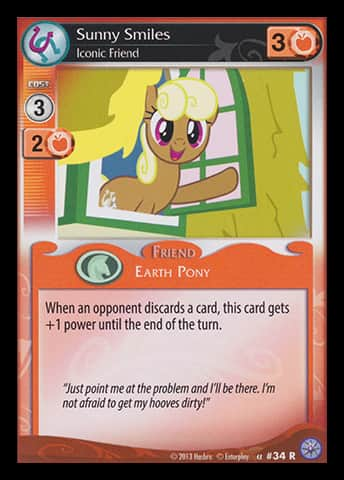 Sunny Smiles
Iconic Friend
3
COST
3
2
FRIEND
EARTH PONY
When an opponent discards a card, this card gets
+1 power until the end of the turn.
"Just point me at the problem and I'll be there. I'm
not afraid to get my hooves dirty!"
© 2013 Hasbro © Enterplay α #34 R